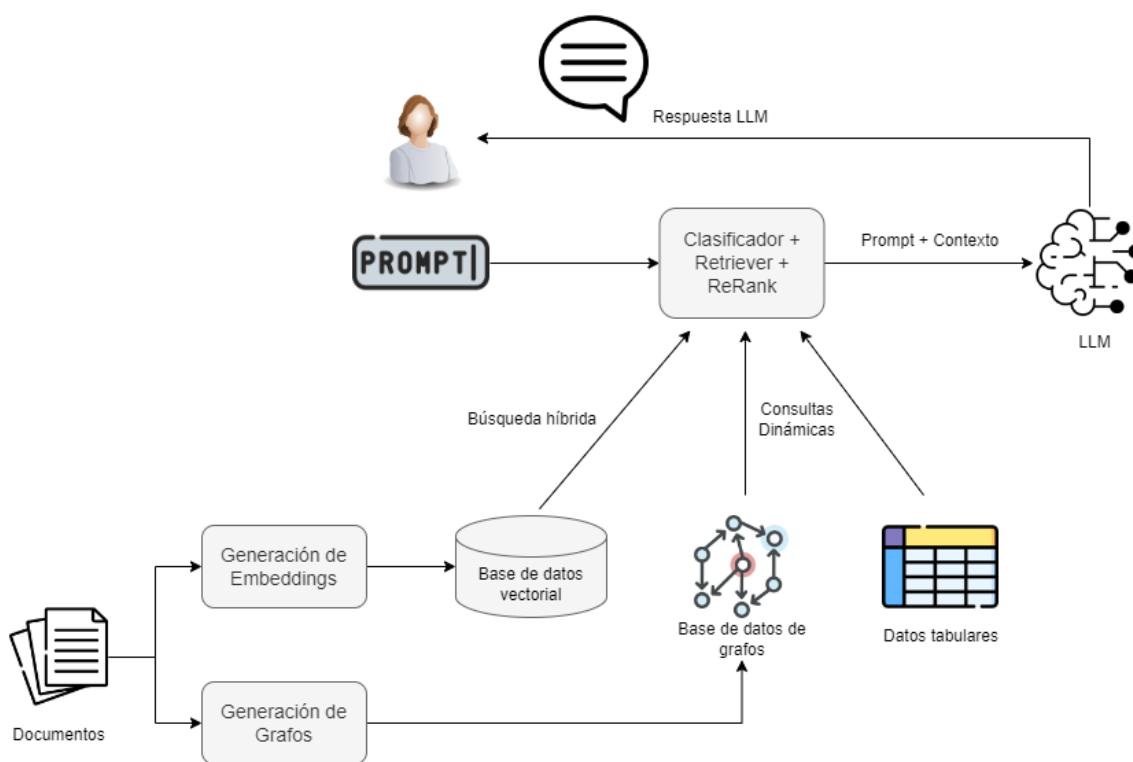 Respuesta LLM
PROMPT
Clasificador +
Retriever +
ReRank
Prompt + Contexto
LLM
Búsqueda híbrida
Consultas
Dinámicas
Generación de
Embeddings
Base de datos
vectorial
Base de datos de
grafos
Datos tabulares
Documentos
Generación de
Grafos